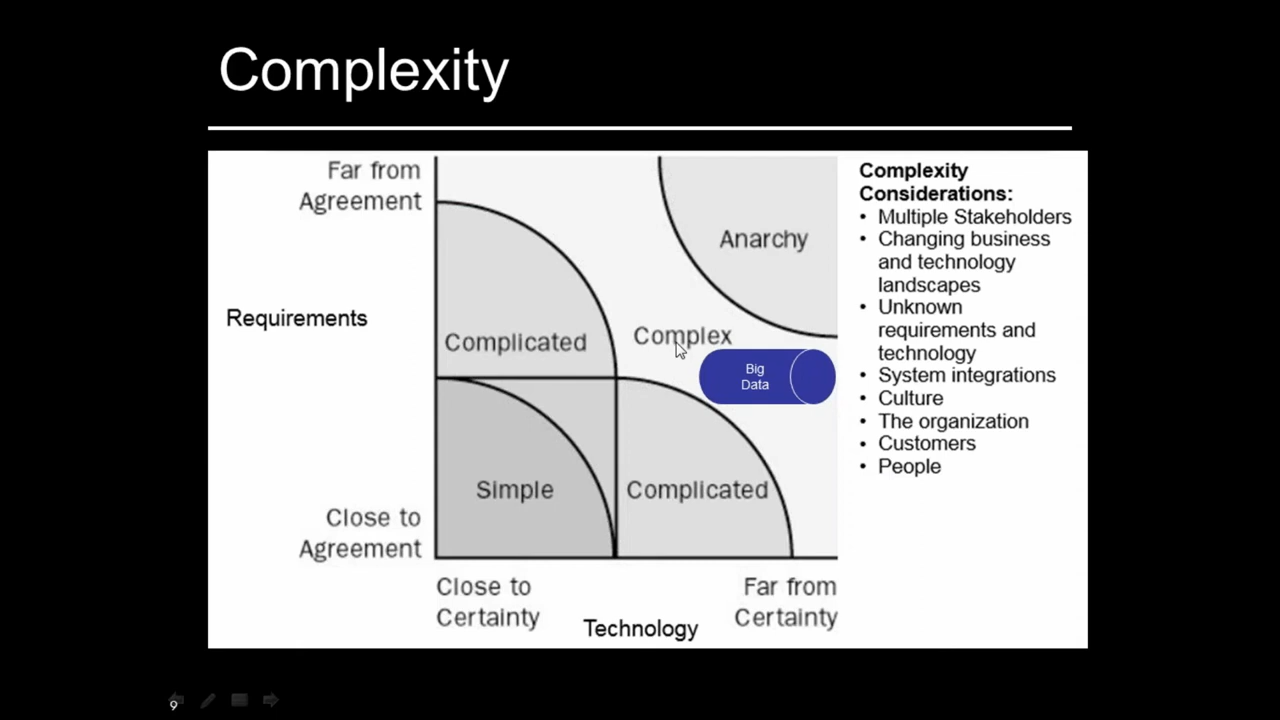 Complexity
Far from
Agreement
Requirements
Close to
Agreement
Anarchy
Complicated
Complex
Big
Data
Simple
Complicated
Close to
Certainty
Far from
Certainty
Technology
Complexity
Considerations:
• Multiple Stakeholders
• Changing business
and technology
landscapes
• Unknown
requirements and
technology
• System integrations
• Culture
• The organization
• Customers
• People
9